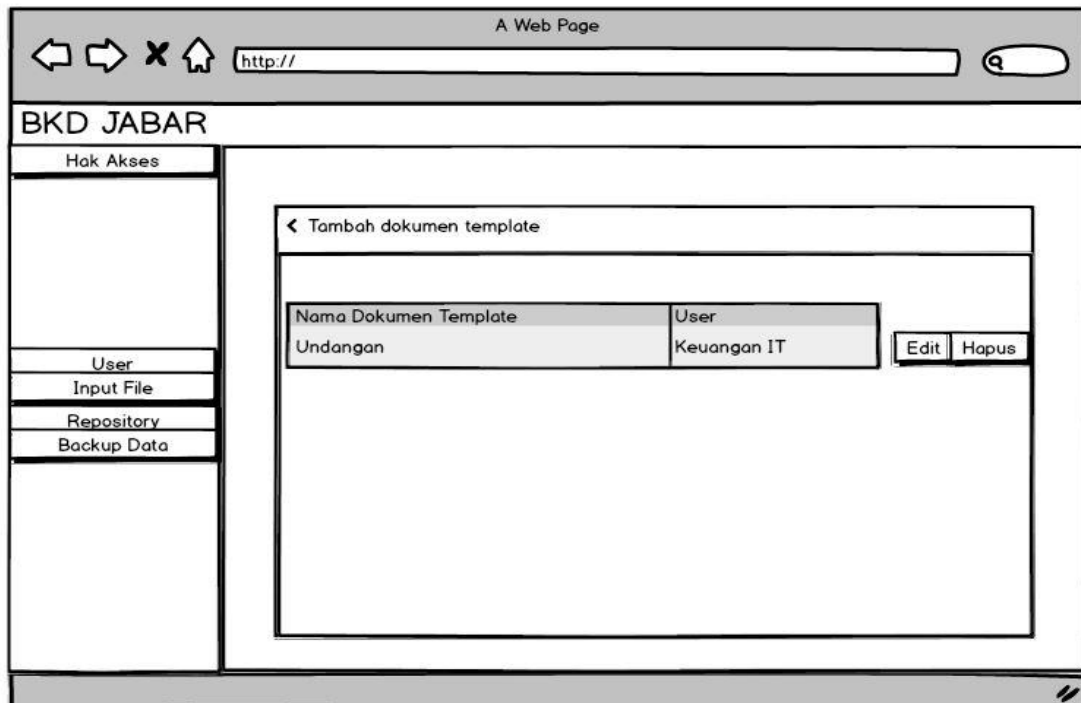 A Web Page
http://
BKD JABAR
Hak Akses
User
Input File
Repository
Backup Data
Tambah dokumen template
Nama Dokumen Template User
Undangan Keuangan IT Edit Hapus